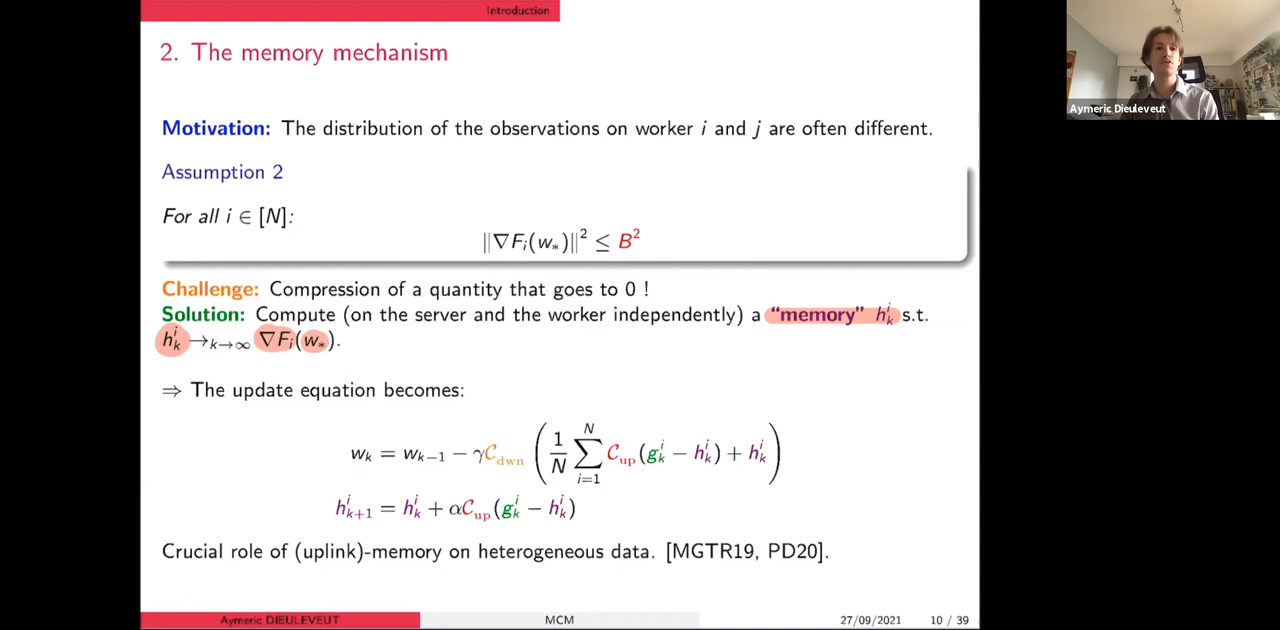 Introduction
2. The memory mechanism
Aymeric Dieuleveut
Motivation: The distribution of the observations on worker i and j are often different.
Assumption 2
For all i ∈ [N]:
‖∇F_i(w_*)‖² ≤ B²
Challenge: Compression of a quantity that goes to 0 !
Solution: Compute (on the server and the worker independently) a “memory” h_k^i s.t.
h_k^i →_{k→∞} ∇F_i(w_*).
⇒ The update equation becomes:
w_k = w_{k−1} − γC_dwn ( 1/N ∑_{i=1}^N C_up(g_k^i − h_k^i) + h_k^i )
h_{k+1}^i = h_k^i + αC_up(g_k^i − h_k^i)
Crucial role of (uplink)-memory on heterogeneous data. [MGTR19, PD20].
Aymeric DIEULEVEUT MCM 27/09/2021 10 / 39